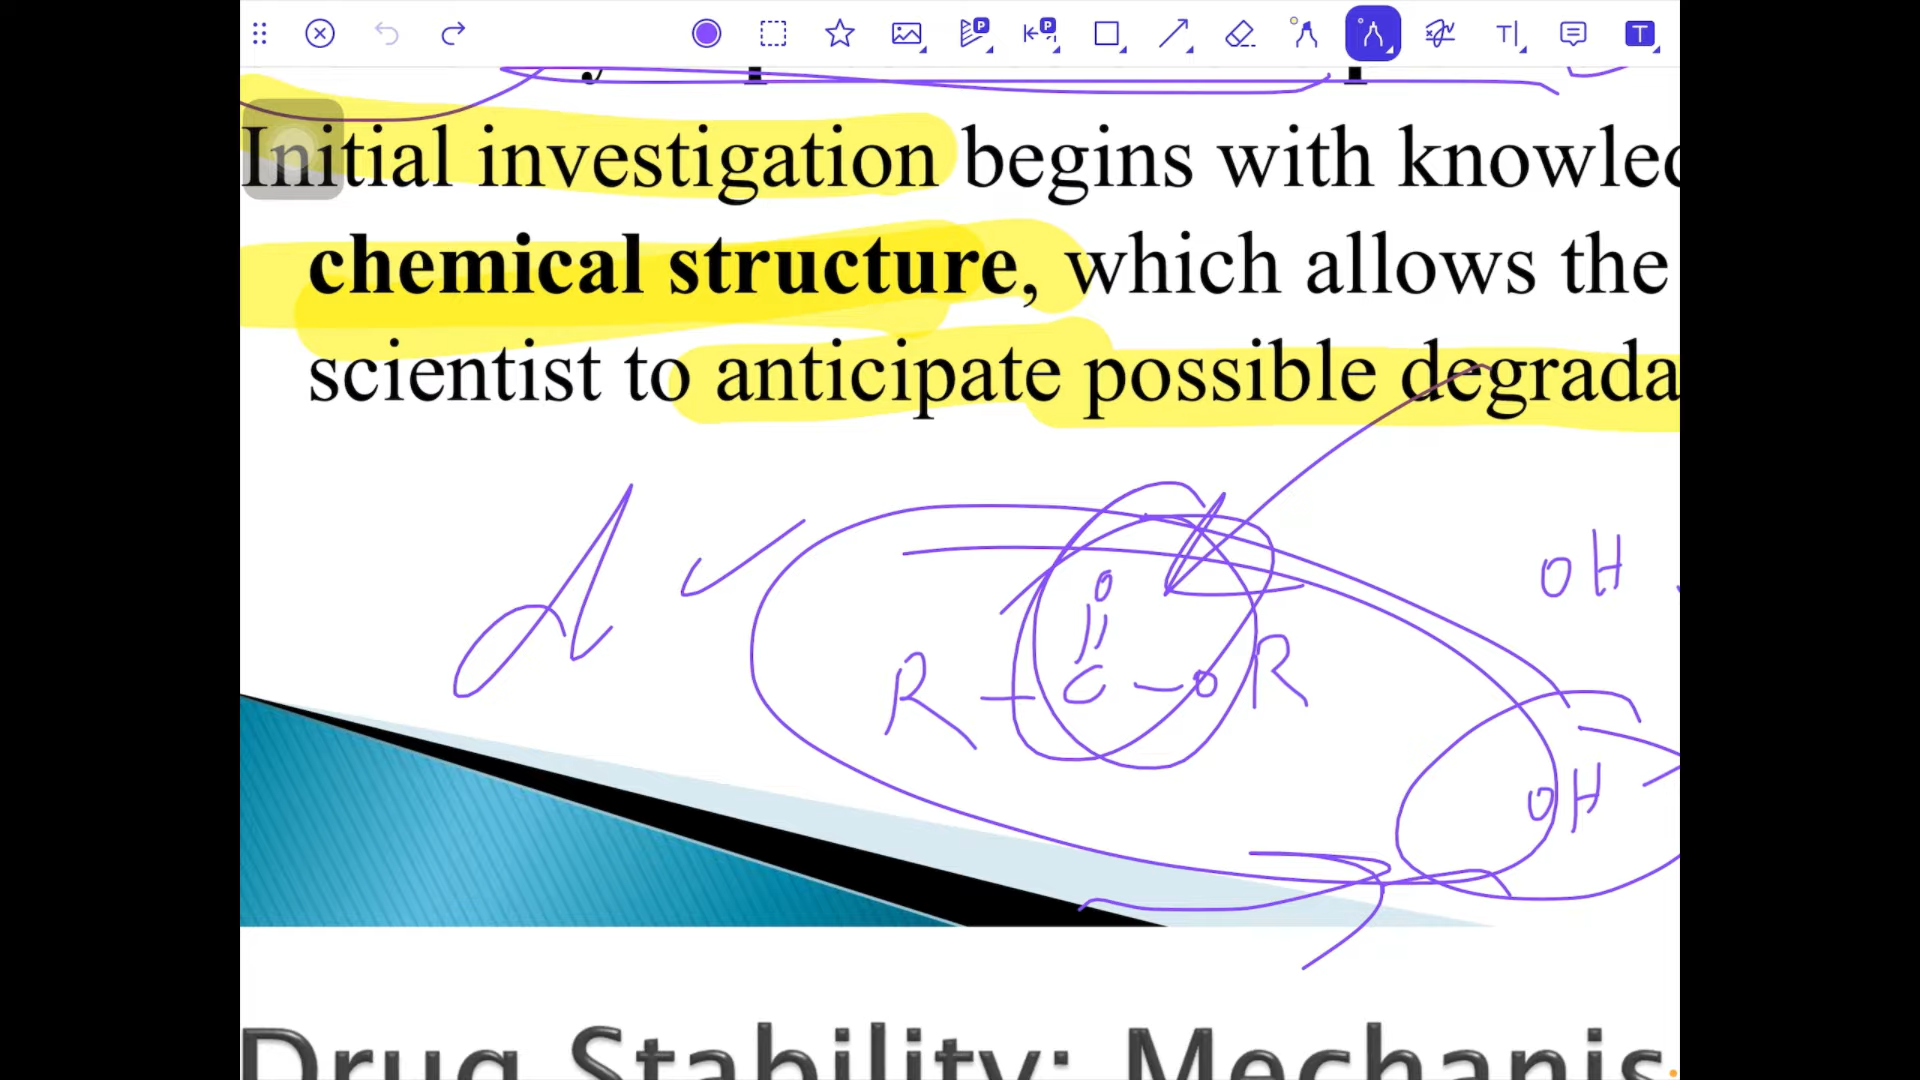 Initial investigation begins with knowled
chemical structure, which allows the
scientist to anticipate possible degrada
OH
O
R - C - O R
OH
Drug Stability: Mechanis